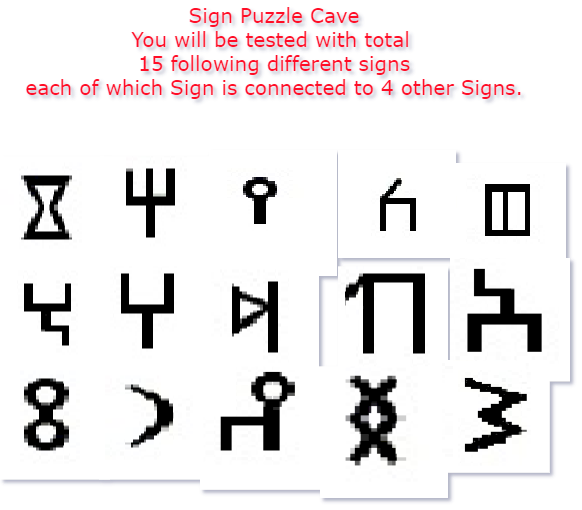 Sign Puzzle Cave
You will be tested with total
15 following different signs
each of which Sign is connected to 4 other Signs.